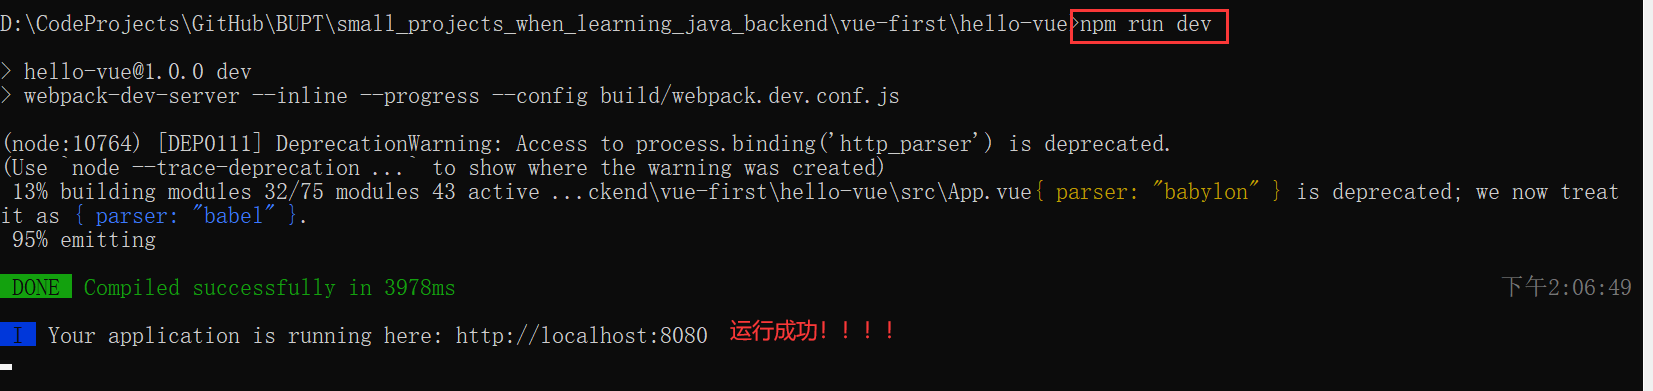 D:\CodeProjects\GitHub\BUPT\small_projects_when_learning_java_backend\vue-first\hello-vue>npm run dev
> hello-vue@1.0.0 dev
> webpack-dev-server --inline --progress --config build/webpack.dev.conf.js
(node:10764) [DEP0111] DeprecationWarning: Access to process.binding('http_parser') is deprecated.
(Use `node --trace-deprecation ...` to show where the warning was created)
13% building modules 32/75 modules 43 active ...ckend\vue-first\hello-vue\src\App.vue{ parser: "babylon" } is deprecated; we now treat
it as { parser: "babel" }.
95% emitting
DONE Compiled successfully in 3978ms 下午2:06:49
I Your application is running here: http://localhost:8080 运行成功！！！！